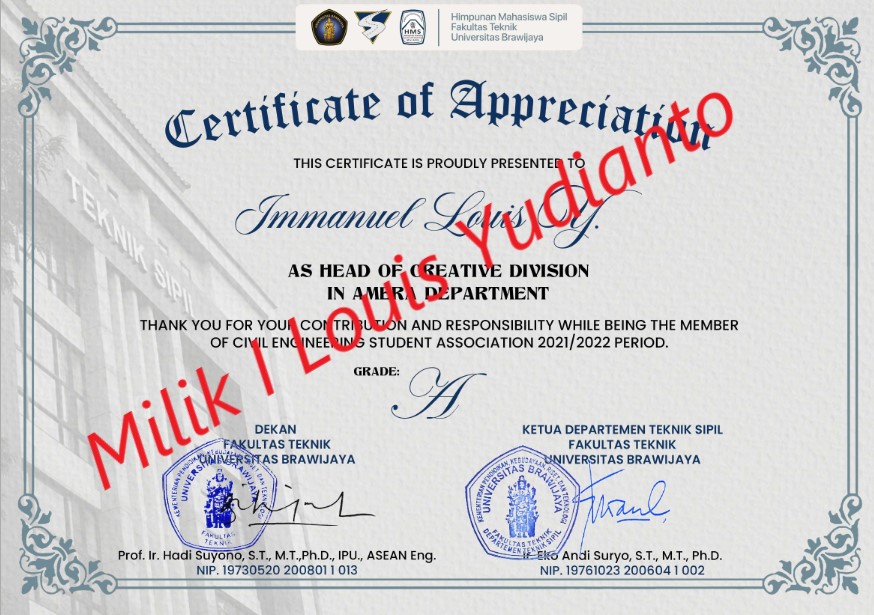 HMS
Himpunan Mahasiswa Sipil
Fakultas Teknik
Universitas Brawijaya
Certificate of Appreciation
THIS CERTIFICATE IS PROUDLY PRESENTED TO
Immanuel Louis Y.
AS HEAD OF CREATIVE DIVISION
IN AMERA DEPARTMENT
THANK YOU FOR YOUR CONTRIBUTION AND RESPONSIBILITY WHILE BEING THE MEMBER
OF CIVIL ENGINEERING STUDENT ASSOCIATION 2021/2022 PERIOD.
GRADE:
A
Milik I Louis Yudianto
TEKNIK SIPIL
DEKAN
FAKULTAS TEKNIK
UNIVERSITAS BRAWIJAYA
KEMENTERIAN PENDIDIKAN, KEBUDAYAAN, RISET, DAN TEKNOLOGI
UNIVERSITAS BRAWIJAYA
FAKULTAS
TEKNIK
Prof. Ir. Hadi Suyono, S.T., M.T.,Ph.D., IPU., ASEAN Eng.
NIP. 19730520 200801 1 013
KETUA DEPARTEMEN TEKNIK SIPIL
FAKULTAS TEKNIK
UNIVERSITAS BRAWIJAYA
KEMENTERIAN PENDIDIKAN, KEBUDAYAAN, RISET, DAN TEKNOLOGI
UNIVERSITAS BRAWIJAYA
FAKULTAS TEKNIK
DEPARTEMEN TEKNIK SIPIL
Ir. Eko Andi Suryo, S.T., M.T., Ph.D.
NIP. 19761023 200604 1 002